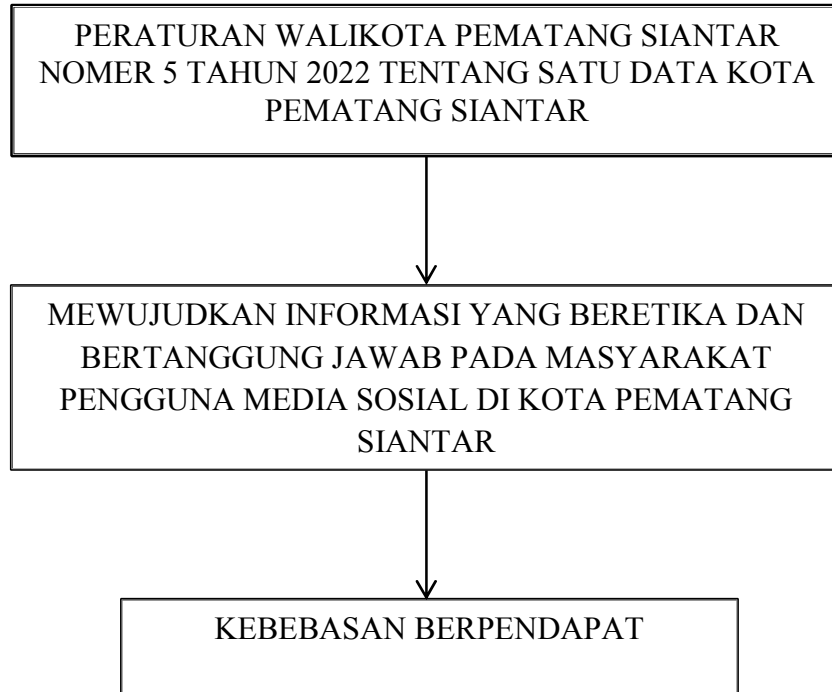 PERATURAN WALIKOTA PEMATANG SIANTAR
NOMER 5 TAHUN 2022 TENTANG SATU DATA KOTA
PEMATANG SIANTAR
MEWUJUDKAN INFORMASI YANG BERETIKA DAN
BERTANGGUNG JAWAB PADA MASYARAKAT
PENGGUNA MEDIA SOSIAL DI KOTA PEMATANG
SIANTAR
KEBEBASAN BERPENDAPAT